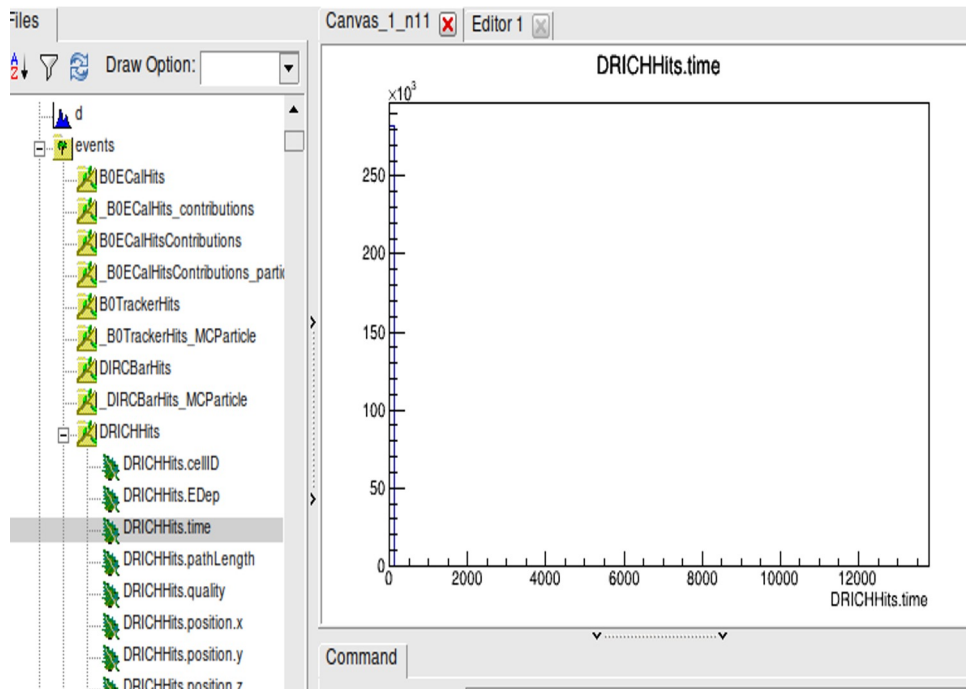 Files
Draw Option:
d
events
B0ECalHits
_B0ECalHits_contributions
B0ECalHitsContributions
_B0ECalHitsContributions_partic
B0TrackerHits
_B0TrackerHits_MCParticle
DIRCBarHits
_DIRCBarHits_MCParticle
DRICHHits
DRICHHits.cellID
DRICHHits.EDep
DRICHHits.time
DRICHHits.pathLength
DRICHHits.quality
DRICHHits.position.x
DRICHHits.position.y
DRICHHits.position.z
Canvas_1_n11
Editor 1
DRICHHits.time
×10³
250
200
150
100
50
0
0 2000 4000 6000 8000 10000 12000
DRICHHits.time
Command